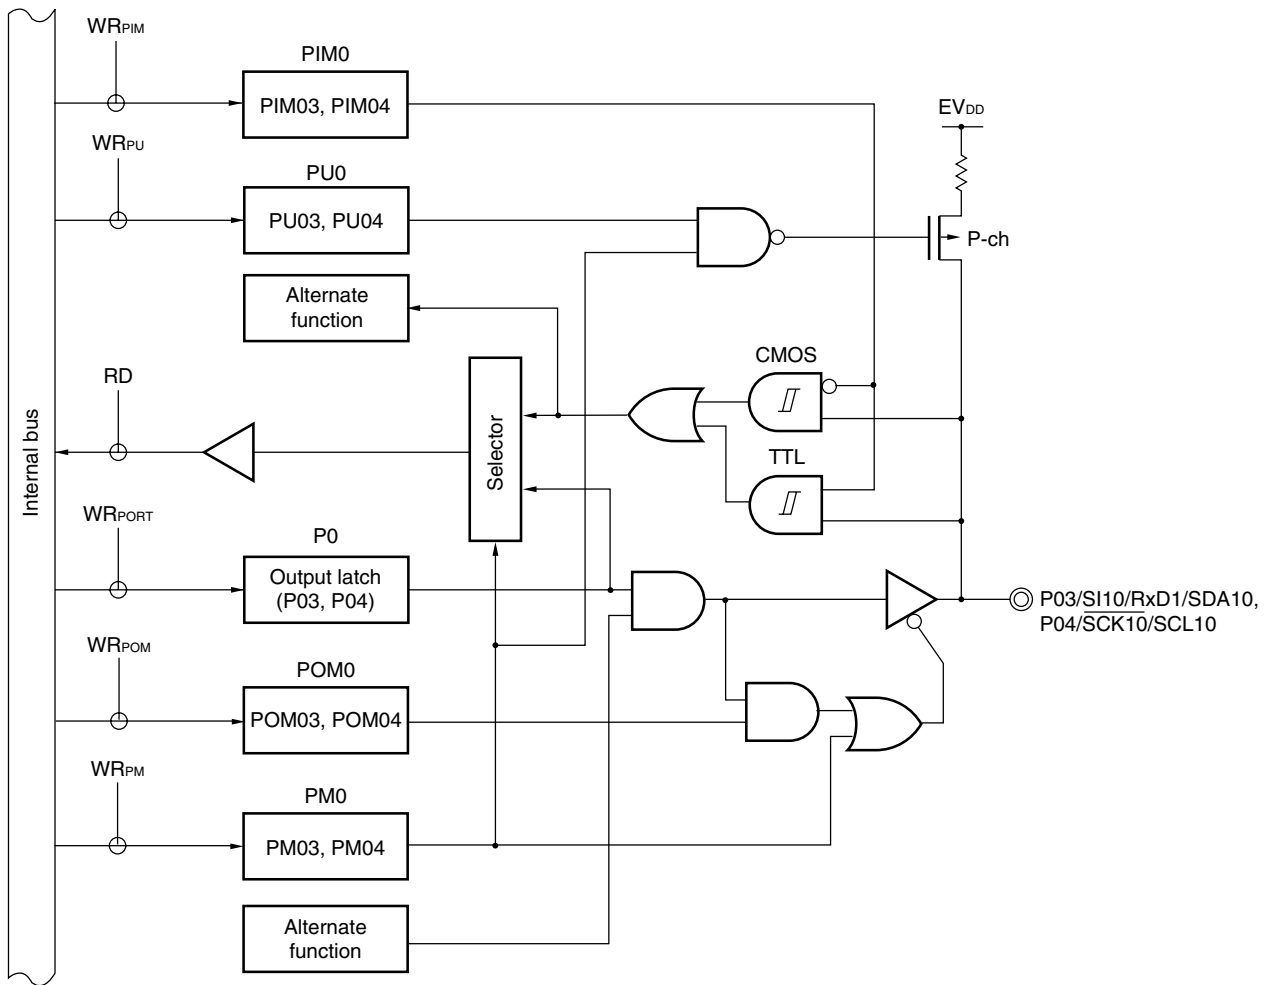 WRPIM
PIM0
PIM03, PIM04
EVDD
WRPU
PU0
PU03, PU04
P-ch
Alternate
function
CMOS
RD
Selector
TTL
Internal bus
WRPORT
P0
Output latch
(P03, P04)
P03/SI10/RxD1/SDA10,
P04/SCK10/SCL10
WRPOM
POM0
POM03, POM04
WRPM
PM0
PM03, PM04
Alternate
function